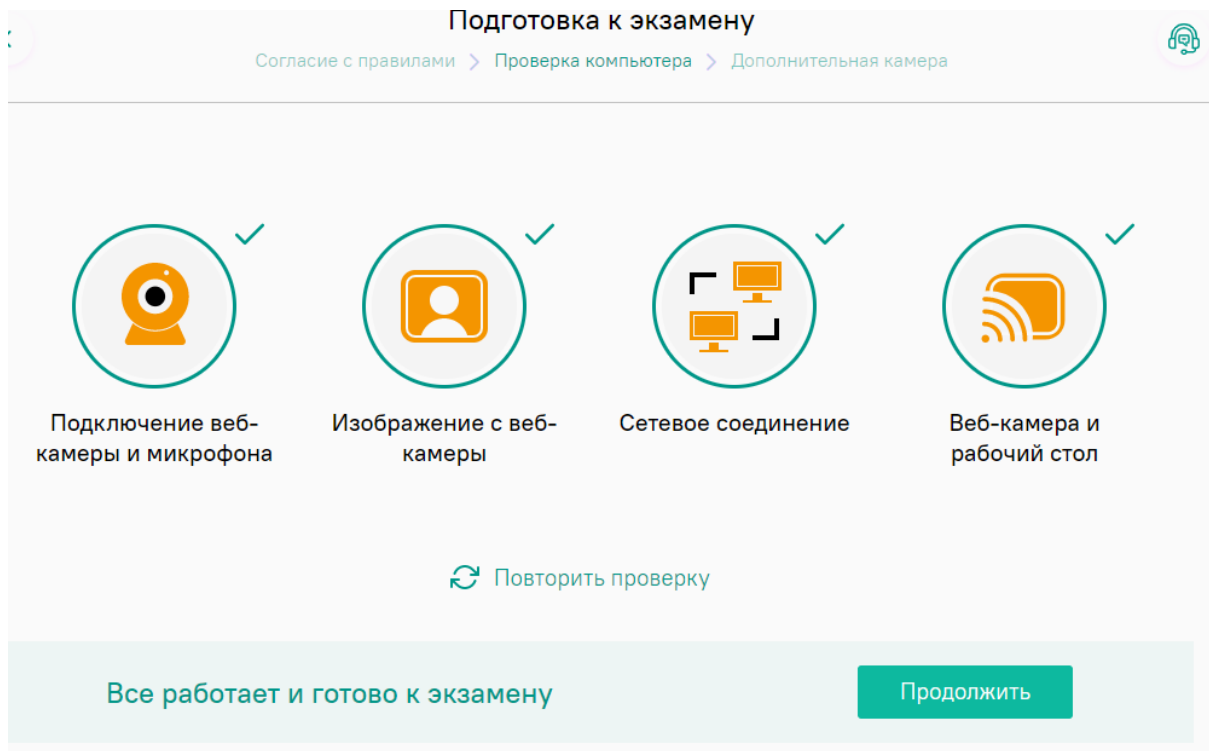 Подготовка к экзамену
Согласие с правилами > Проверка компьютера > Дополнительная камера
Подключение веб-
камеры и микрофона
Изображение с веб-
камеры
Сетевое соединение
Веб-камера и
рабочий стол
Повторить проверку
Все работает и готово к экзамену
Продолжить